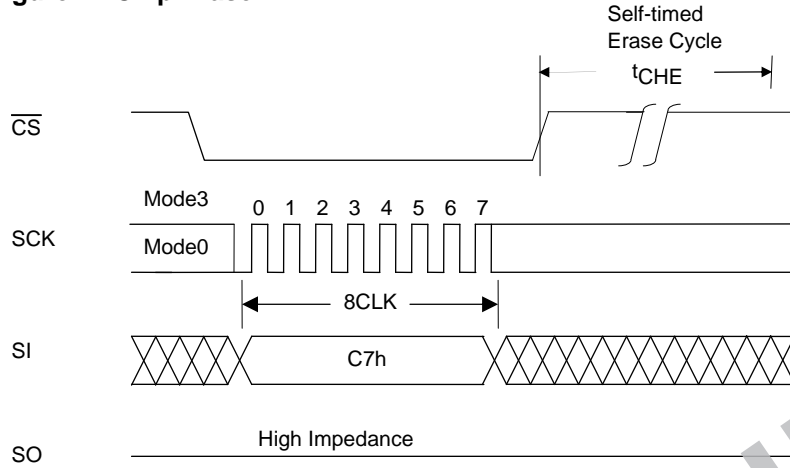 Self-timed
Erase Cycle
tCHE
CS
Mode3
0 1 2 3 4 5 6 7
SCK
Mode0
8CLK
SI
C7h
High Impedance
SO